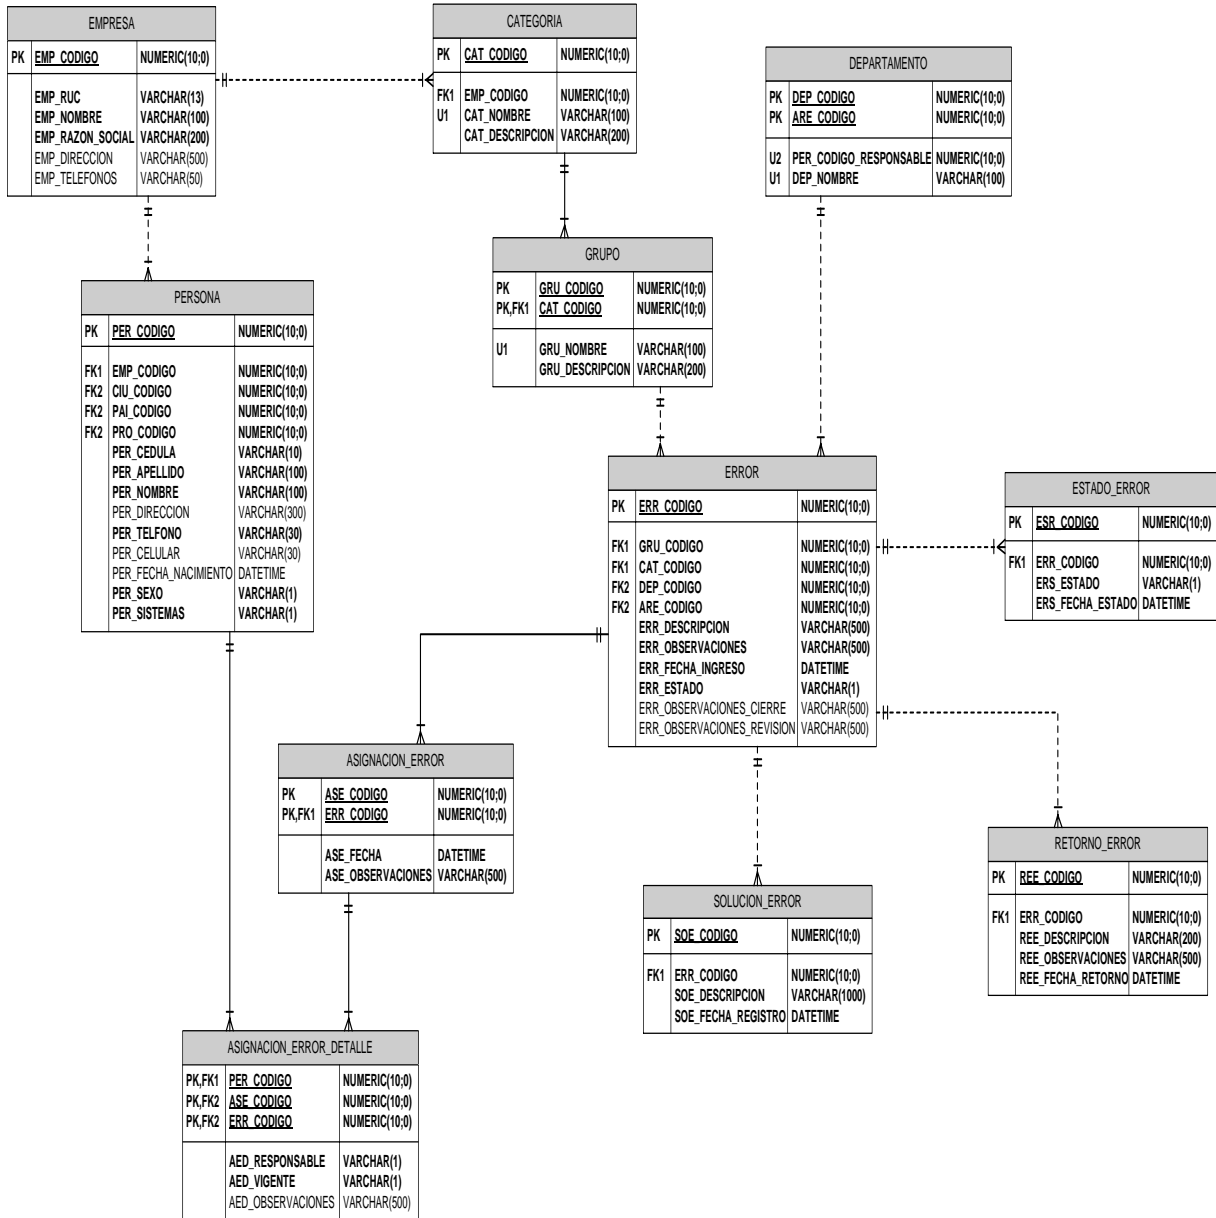 EMPRESA
PK EMP_CODIGO NUMERIC(10;0)
EMP_RUC VARCHAR(13)
EMP_NOMBRE VARCHAR(100)
EMP_RAZON_SOCIAL VARCHAR(200)
EMP_DIRECCION VARCHAR(500)
EMP_TELEFONOS VARCHAR(50)
CATEGORIA
PK CAT_CODIGO NUMERIC(10;0)
FK1 EMP_CODIGO NUMERIC(10;0)
U1 CAT_NOMBRE VARCHAR(100)
CAT_DESCRIPCION VARCHAR(200)
DEPARTAMENTO
PK DEP_CODIGO NUMERIC(10;0)
PK ARE_CODIGO NUMERIC(10;0)
U2 PER_CODIGO_RESPONSABLE NUMERIC(10;0)
U1 DEP_NOMBRE VARCHAR(100)
GRUPO
PK GRU_CODIGO NUMERIC(10;0)
PK,FK1 CAT_CODIGO NUMERIC(10;0)
U1 GRU_NOMBRE VARCHAR(100)
GRU_DESCRIPCION VARCHAR(200)
PERSONA
PK PER_CODIGO NUMERIC(10;0)
FK1 EMP_CODIGO NUMERIC(10;0)
FK2 CIU_CODIGO NUMERIC(10;0)
FK2 PAI_CODIGO NUMERIC(10;0)
FK2 PRO_CODIGO NUMERIC(10;0)
PER_CEDULA VARCHAR(10)
PER_APELLIDO VARCHAR(100)
PER_NOMBRE VARCHAR(100)
PER_DIRECCION VARCHAR(300)
PER_TELFONO VARCHAR(30)
PER_CELULAR VARCHAR(30)
PER_FECHA_NACIMIENTO DATETIME
PER_SEXO VARCHAR(1)
PER_SISTEMAS VARCHAR(1)
ERROR
PK ERR_CODIGO NUMERIC(10;0)
FK1 GRU_CODIGO NUMERIC(10;0)
FK1 CAT_CODIGO NUMERIC(10;0)
FK2 DEP_CODIGO NUMERIC(10;0)
FK2 ARE_CODIGO NUMERIC(10;0)
ERR_DESCRIPCION VARCHAR(500)
ERR_OBSERVACIONES VARCHAR(500)
ERR_FECHA_INGRESO DATETIME
ERR_ESTADO VARCHAR(1)
ERR_OBSERVACIONES_CIERRE VARCHAR(500)
ERR_OBSERVACIONES_REVISION VARCHAR(500)
ESTADO_ERROR
PK ESR_CODIGO NUMERIC(10;0)
FK1 ERR_CODIGO NUMERIC(10;0)
ERS_ESTADO VARCHAR(1)
ERS_FECHA_ESTADO DATETIME
ASIGNACION_ERROR
PK ASE_CODIGO NUMERIC(10;0)
PK,FK1 ERR_CODIGO NUMERIC(10;0)
ASE_FECHA DATETIME
ASE_OBSERVACIONES VARCHAR(500)
RETORNO_ERROR
PK REE_CODIGO NUMERIC(10;0)
FK1 ERR_CODIGO NUMERIC(10;0)
REE_DESCRIPCION VARCHAR(200)
REE_OBSERVACIONES VARCHAR(500)
REE_FECHA_RETORNO DATETIME
SOLUCION_ERROR
PK SOE_CODIGO NUMERIC(10;0)
FK1 ERR_CODIGO NUMERIC(10;0)
SOE_DESCRIPCION VARCHAR(1000)
SOE_FECHA_REGISTRO DATETIME
ASIGNACION_ERROR_DETALLE
PK,FK1 PER_CODIGO NUMERIC(10;0)
PK,FK2 ASE_CODIGO NUMERIC(10;0)
PK,FK2 ERR_CODIGO NUMERIC(10;0)
AED_RESPONSABLE VARCHAR(1)
AED_VIGENTE VARCHAR(1)
AED_OBSERVACIONES VARCHAR(500)